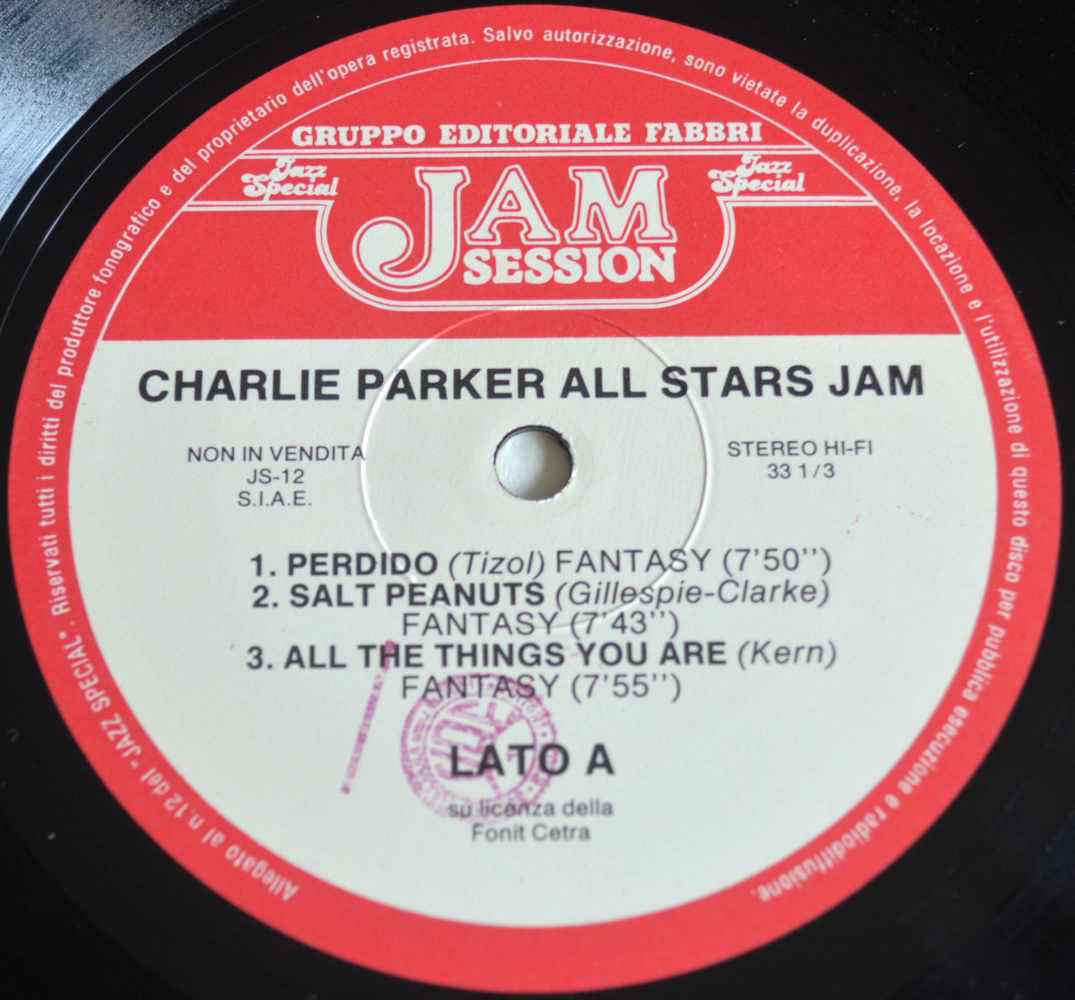 Allegato al n.12 del "JAZZ SPECIAL". Riservati tutti i diritti del produttore fonografico e del proprietario dell'opera registrata. Salvo autorizzazione, sono vietate la duplicazione, la locazione e l'utilizzazione di questo disco per pubblica esecuzione e radiodiffusione.
GRUPPO EDITORIALE FABBRI
Jazz Special
Jazz Special
JAM
SESSION
CHARLIE PARKER ALL STARS JAM
NON IN VENDITA
JS-12
S.I.A.E.
STEREO HI-FI
33 1/3
1. PERDIDO (Tizol) FANTASY (7'50'')
2. SALT PEANUTS (Gillespie-Clarke)
FANTASY (7'43'')
3. ALL THE THINGS YOU ARE (Kern)
FANTASY (7'55'')
LATO A
su licenza della
Fonit Cetra